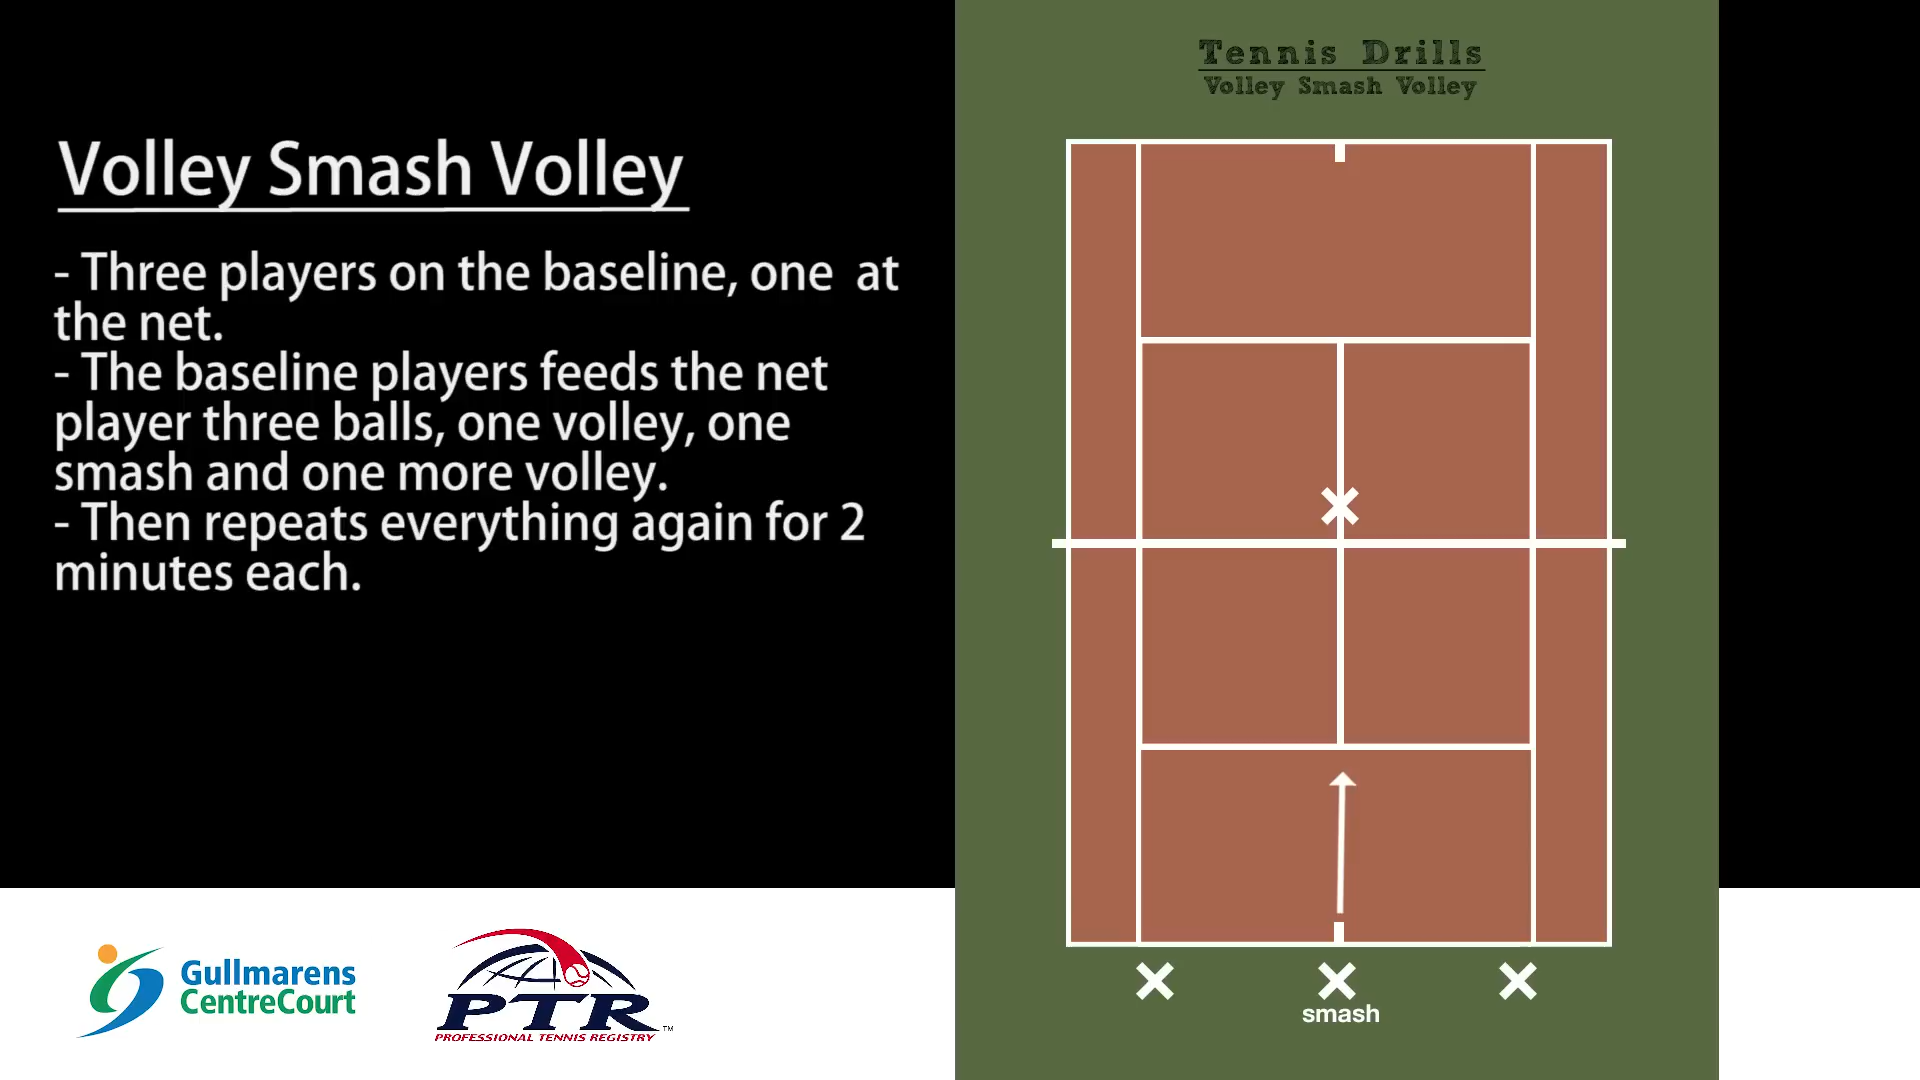 Tennis Drills
Volley Smash Volley
Volley Smash Volley
- Three players on the baseline, one  at
the net.
- The baseline players feeds the net
player three balls, one volley, one
smash and one more volley.
- Then repeats everything again for 2
minutes each.
smash
Gullmarens
CentreCourt
PTR™
PROFESSIONAL TENNIS REGISTRY